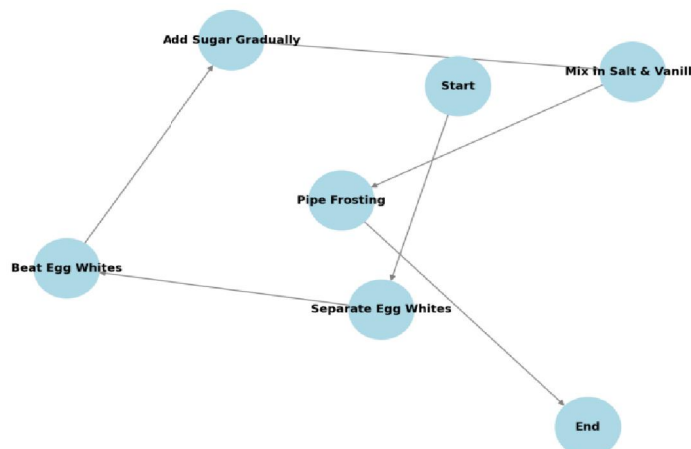 Add Sugar Gradually
Mix in Salt & Vanill
Start
Pipe Frosting
Beat Egg Whites
Separate Egg Whites
End